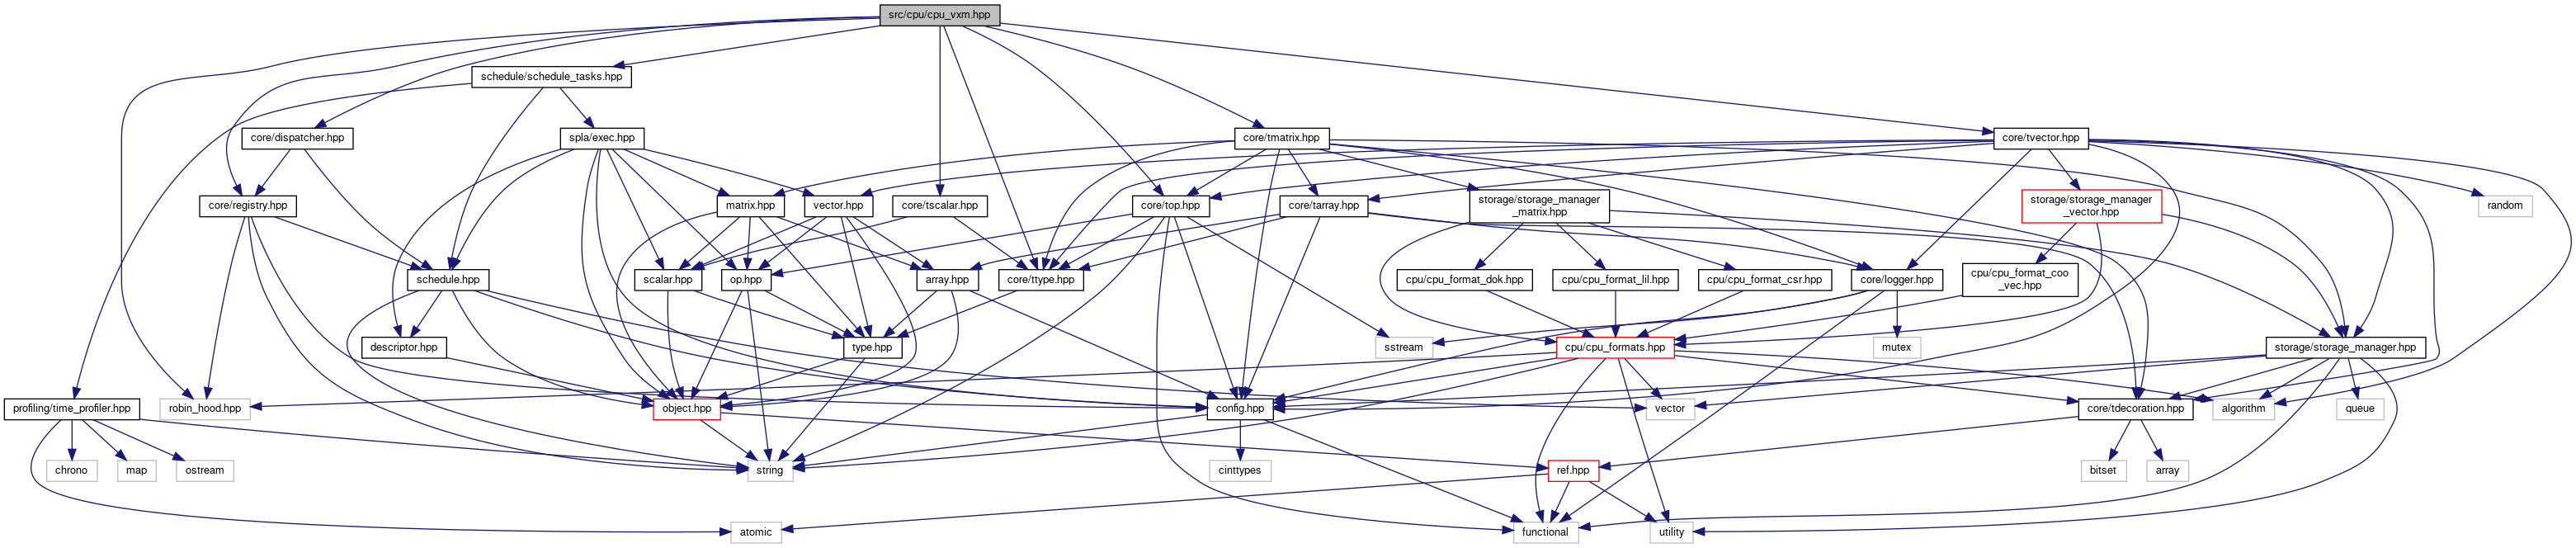 src/cpu/cpu_vxm.hpp
schedule/schedule_tasks.hpp
core/dispatcher.hpp
spla/exec.hpp
core/tmatrix.hpp
core/tvector.hpp
core/registry.hpp
matrix.hpp
vector.hpp
core/tscalar.hpp
core/top.hpp
core/tarray.hpp
storage/storage_manager
_matrix.hpp
storage/storage_manager
_vector.hpp
random
schedule.hpp
scalar.hpp
op.hpp
array.hpp
core/ttype.hpp
cpu/cpu_format_dok.hpp
cpu/cpu_format_lil.hpp
cpu/cpu_format_csr.hpp
core/logger.hpp
cpu/cpu_format_coo
_vec.hpp
descriptor.hpp
type.hpp
sstream
cpu/cpu_formats.hpp
mutex
storage/storage_manager.hpp
profiling/time_profiler.hpp
robin_hood.hpp
object.hpp
config.hpp
vector
core/tdecoration.hpp
algorithm
queue
chrono
map
ostream
string
cinttypes
ref.hpp
bitset
array
atomic
functional
utility